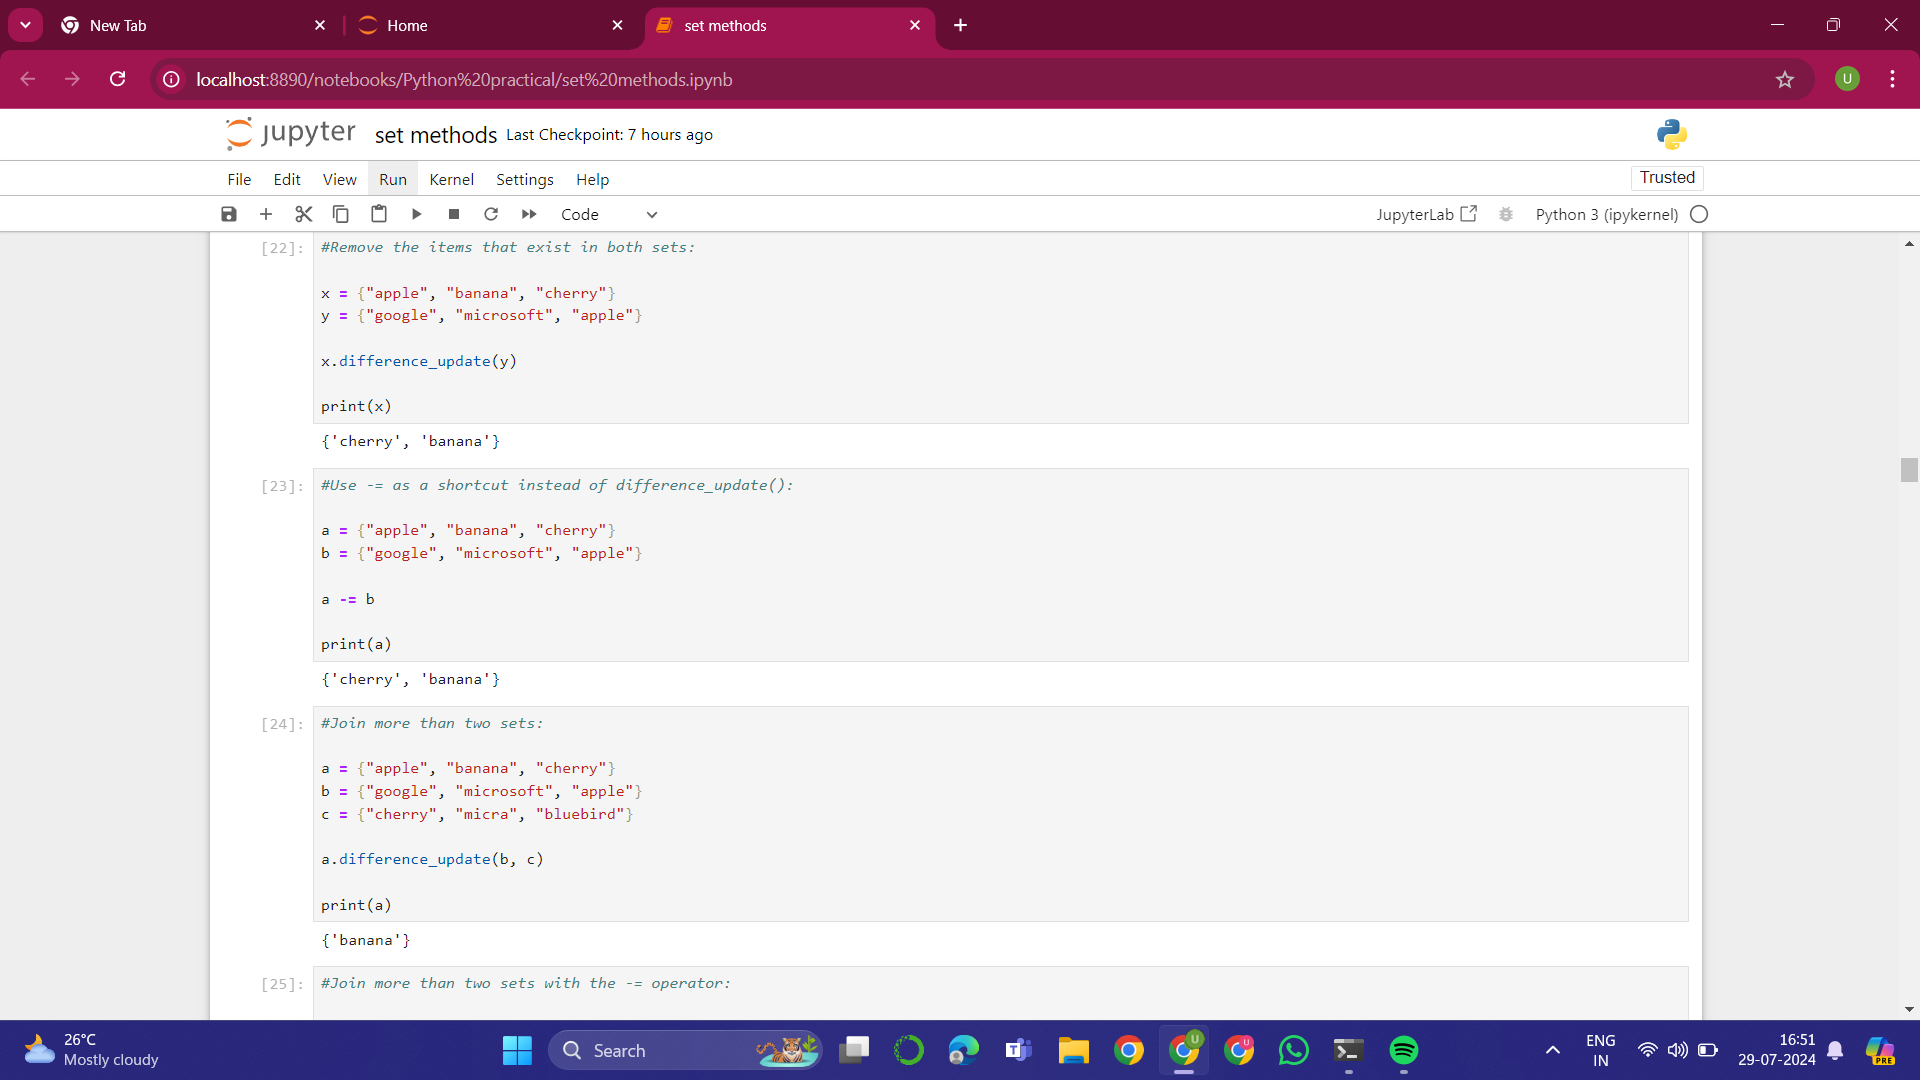 New Tab
Home
set methods
localhost:8890/notebooks/Python%20practical/set%20methods.ipynb
U
jupyter set methods Last Checkpoint: 7 hours ago
File Edit View Run Kernel Settings Help
Trusted
Code
JupyterLab
Python 3 (ipykernel)
[22]: #Remove the items that exist in both sets:
x = {"apple", "banana", "cherry"}
y = {"google", "microsoft", "apple"}
x.difference_update(y)
print(x)
{'cherry', 'banana'}
[23]: #Use -= as a shortcut instead of difference_update():
a = {"apple", "banana", "cherry"}
b = {"google", "microsoft", "apple"}
a -= b
print(a)
{'cherry', 'banana'}
[24]: #Join more than two sets:
a = {"apple", "banana", "cherry"}
b = {"google", "microsoft", "apple"}
c = {"cherry", "micra", "bluebird"}
a.difference_update(b, c)
print(a)
{'banana'}
[25]: #Join more than two sets with the -= operator:
26°C
Mostly cloudy
Search
U
U
ENG
IN
16:51
29-07-2024
PRE